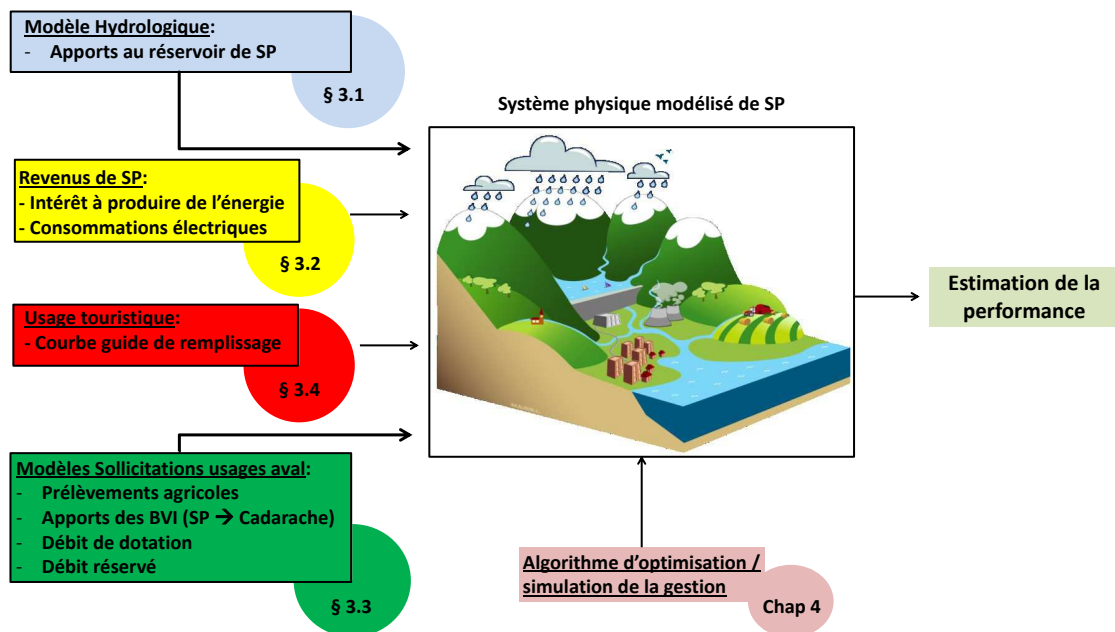 Modèle Hydrologique:
- Apports au réservoir de SP
§ 3.1
Système physique modélisé de SP
Revenus de SP:
- Intérêt à produire de l'énergie
- Consommations électriques
§ 3.2
Usage touristique:
- Courbe guide de remplissage
§ 3.4
Modèles Sollicitations usages aval:
- Prélèvements agricoles
- Apports des BVI (SP → Cadarache)
- Débit de dotation
- Débit réservé
§ 3.3
Algorithme d'optimisation /
simulation de la gestion
Chap 4
Estimation de la
performance